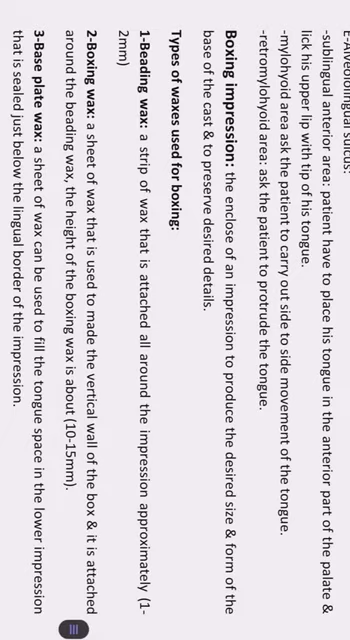 E-Alveololingual sulcus:
-sublingual anterior area: patient have to place his tongue in the anterior part of the palate &
lick his upper lip with tip of his tongue.
-mylohyoid area ask the patient to carry out side to side movement of the tongue.
-retromylohyoid area: ask the patient to protrude the tongue.
Boxing impression: the enclose of an impression to produce the desired size & form of the
base of the cast & to preserve desired details.
Types of waxes used for boxing:
1-Beading wax: a strip of wax that is attached all around the impression approximately (1-
2mm)
2-Boxing wax: a sheet of wax that is used to made the vertical wall of the box & it is attached
around the beading wax, the height of the boxing wax is about (10-15mm).
3-Base plate wax: a sheet of wax can be used to fill the tongue space in the lower impression
that is sealed just below the lingual border of the impression.